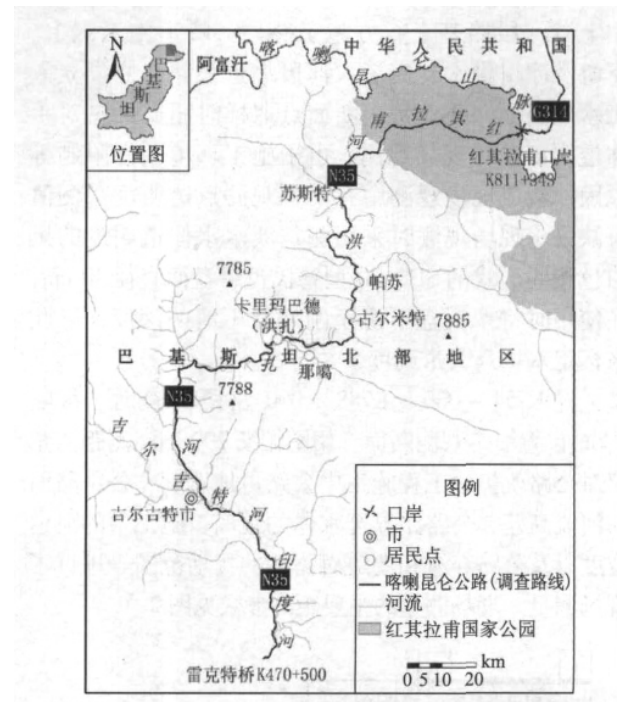 N
巴
基
斯
坦
位置图
阿富汗
喀喇昆仑山脉
中华人民共和国
G314
红其拉甫河
红其拉甫口岸
K811+949
N35
苏斯特
洪扎河
帕苏
7785
卡里玛巴德
(洪扎)
古尔米特
7885
巴基斯坦北部地区
那噶
7788
N35
吉尔吉特河
古尔古特市
N35
印度河
雷克特桥K470+500
图例
口岸
市
居民点
喀喇昆仑公路(调查路线)
河流
红其拉甫国家公园
km
0 5 10 20